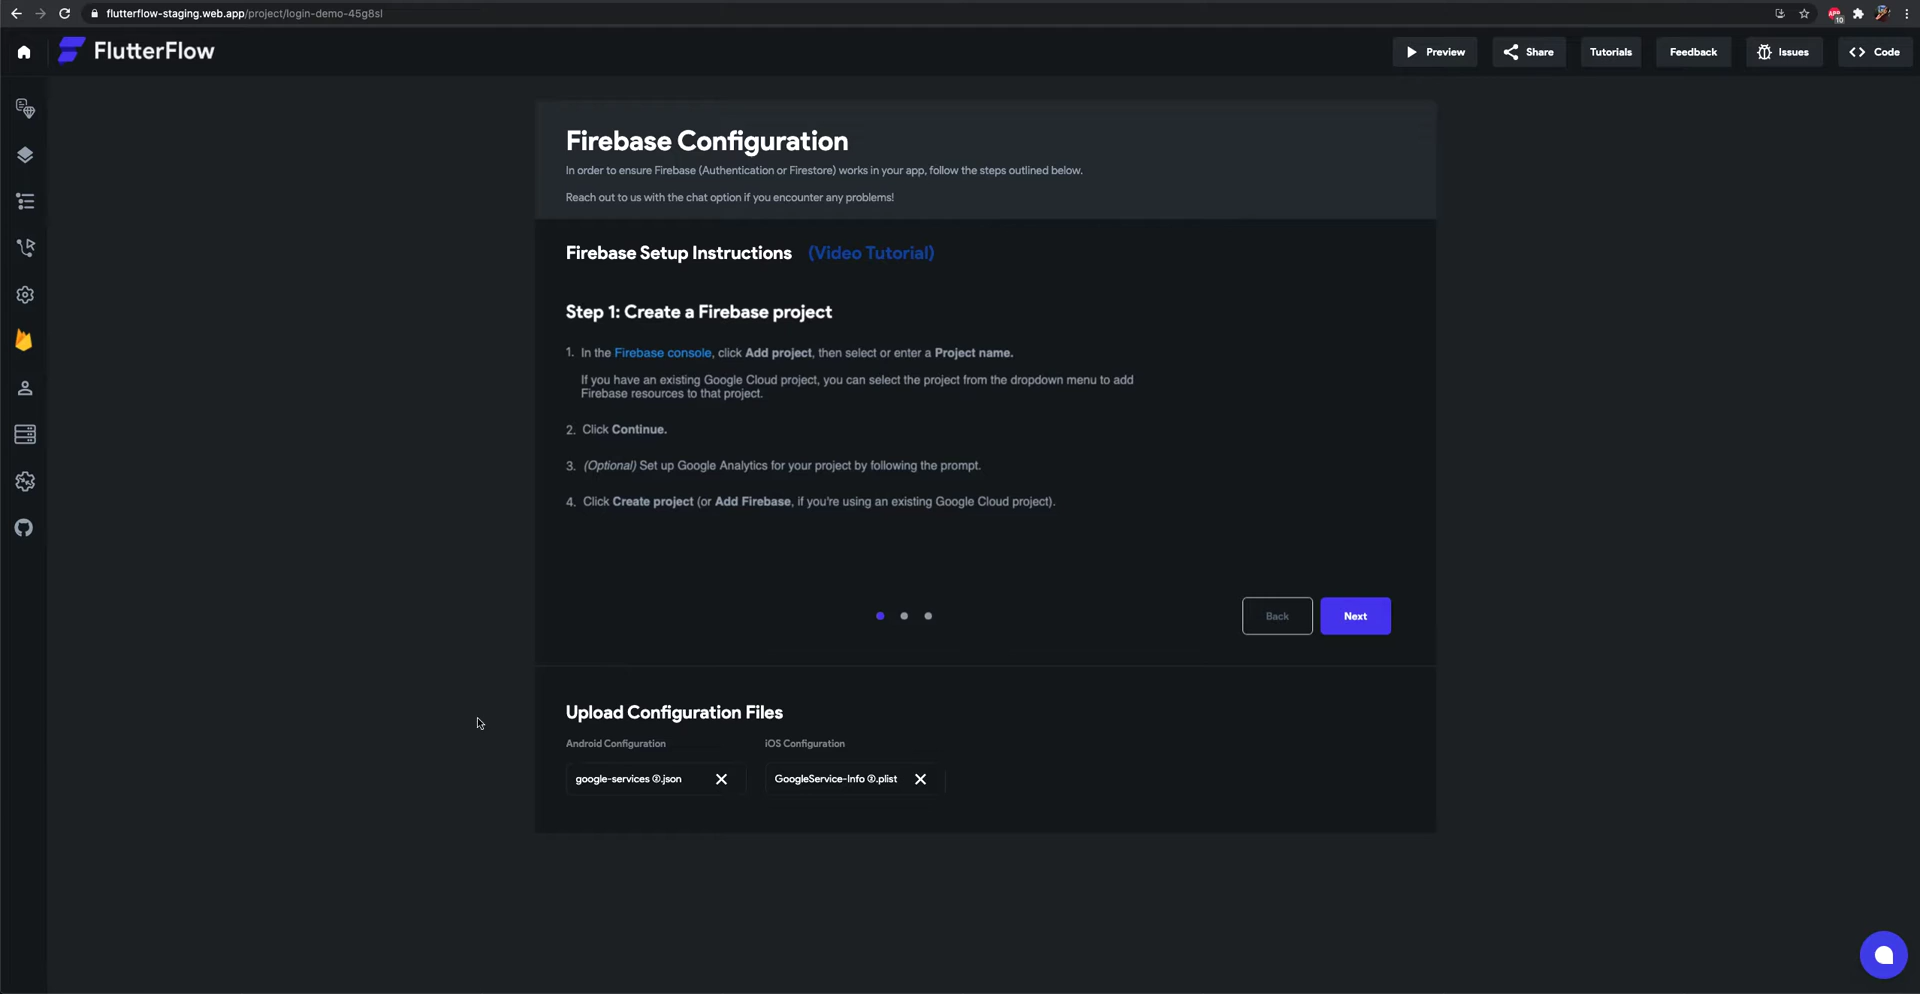 flutterflow-staging.web.app/project/login-demo-45g8sl
10
FlutterFlow
Preview
Share
Tutorials
Feedback
Issues
Code
Firebase Configuration
In order to ensure Firebase (Authentication or Firestore) works in your app, follow the steps outlined below.
Reach out to us with the chat option if you encounter any problems!
Firebase Setup Instructions (Video Tutorial)
Step 1: Create a Firebase project
1. In the Firebase console, click Add project, then select or enter a Project name.
If you have an existing Google Cloud project, you can select the project from the dropdown menu to add
Firebase resources to that project.
2. Click Continue.
3. (Optional) Set up Google Analytics for your project by following the prompt.
4. Click Create project (or Add Firebase, if you're using an existing Google Cloud project).
Back
Next
Upload Configuration Files
Android Configuration
iOS Configuration
google-services ②.json
GoogleService-Info ②.plist